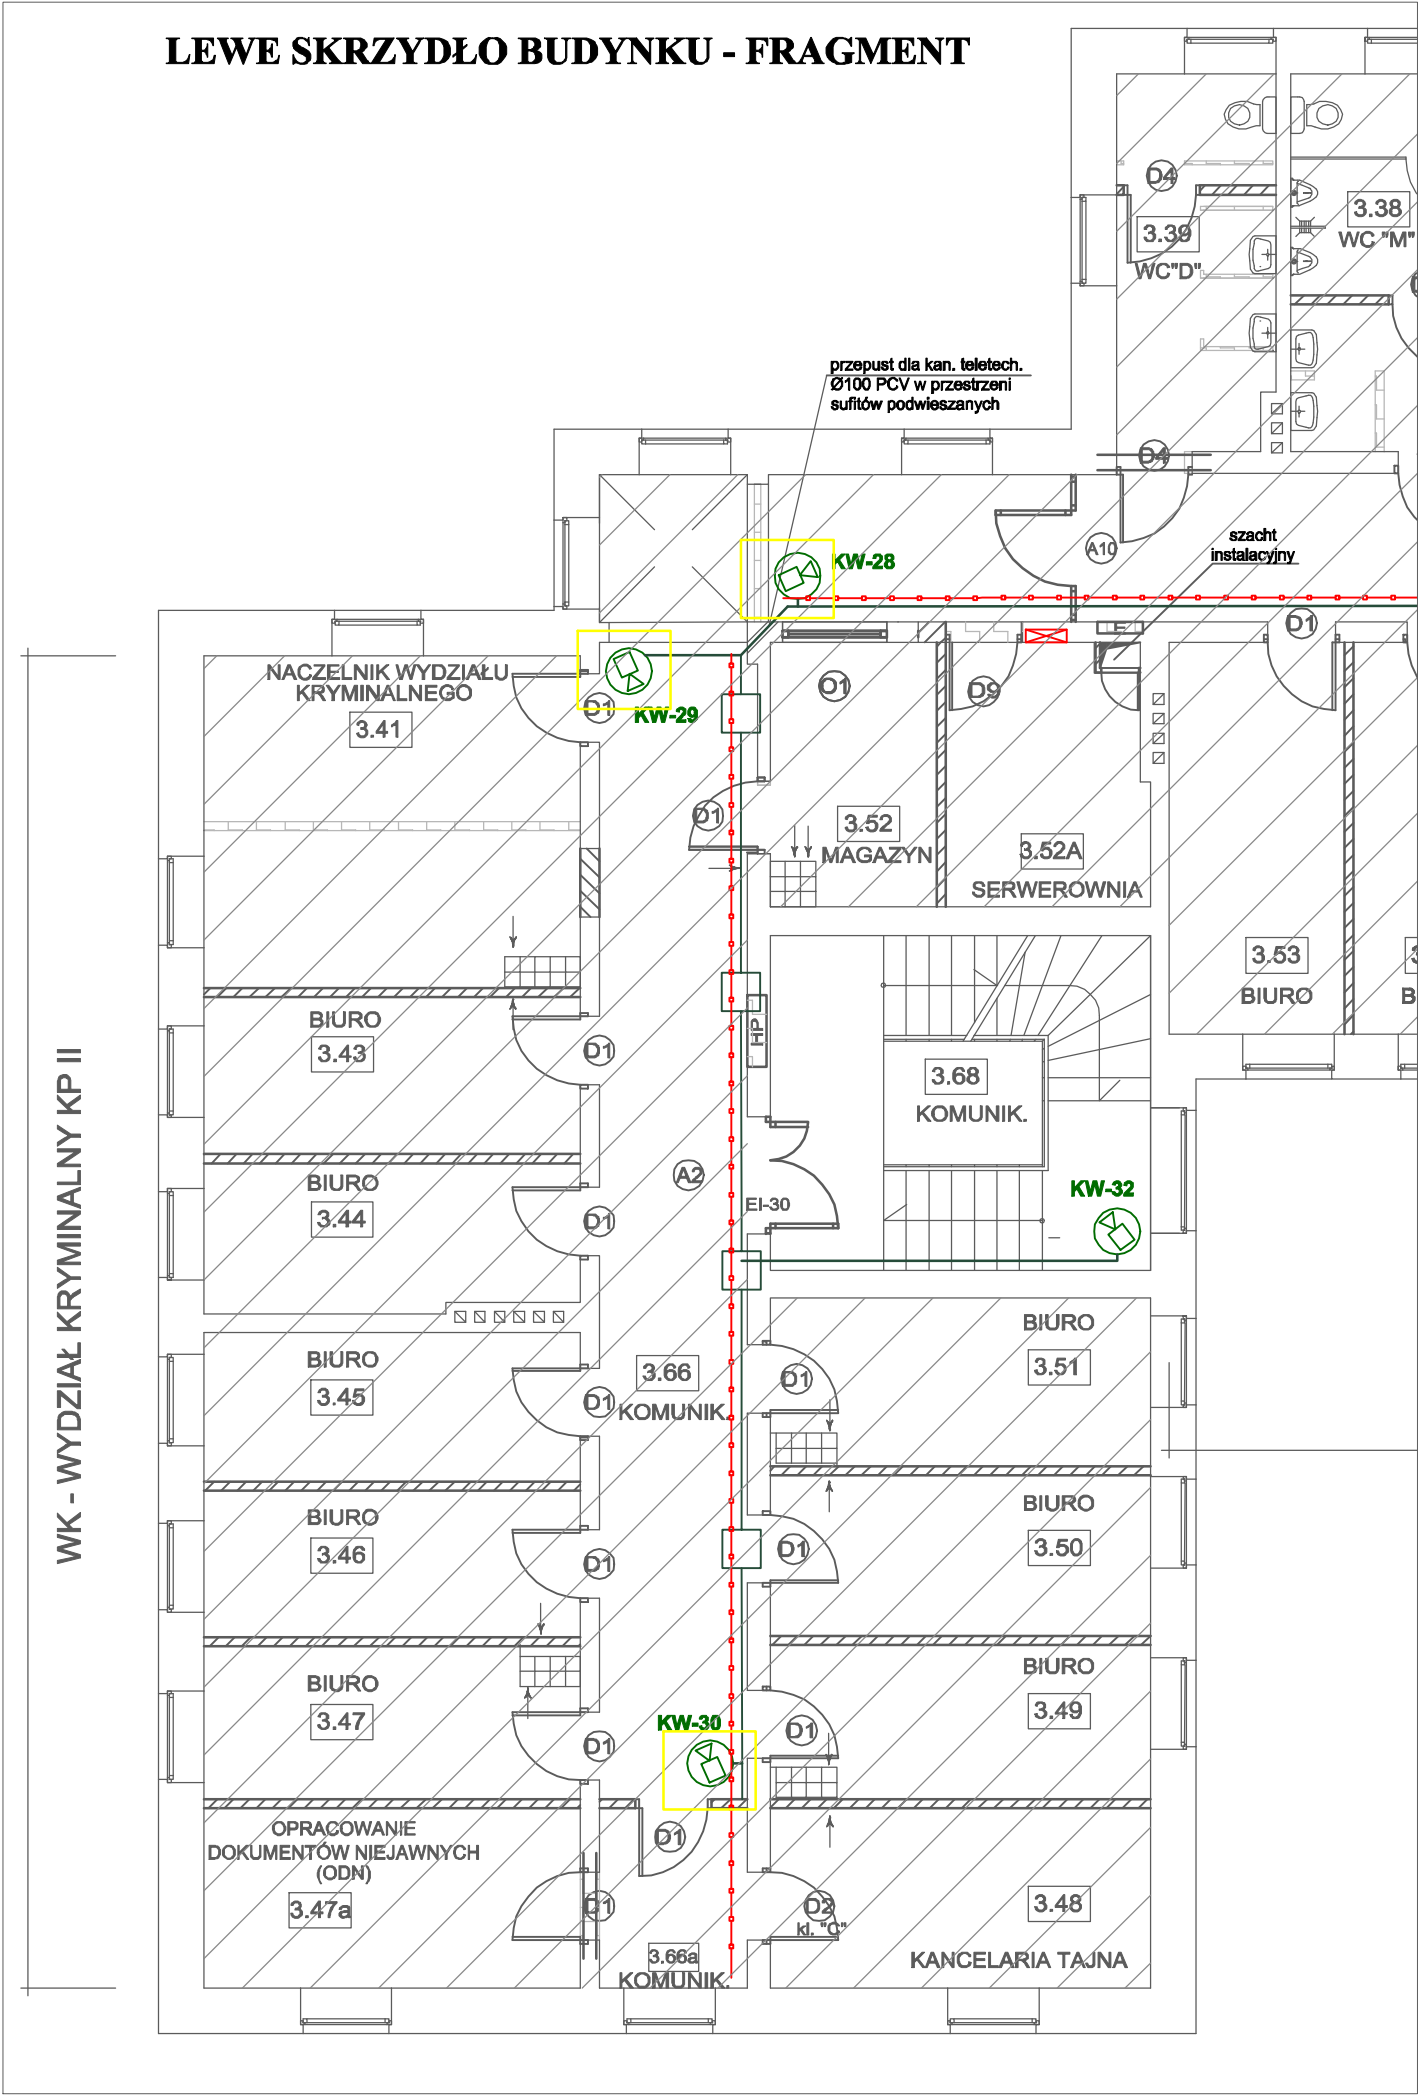 LEWE SKRZYDŁO BUDYNKU - FRAGMENT
D4
3.39
WC"D"
3.38
WC "M"
przepust dla kan. teletech.
Ø100 PCV w przestrzeni
sufitów podwieszanych
D4
A10
szacht
instalacyjny
KW-28
D1
NACZELNIK WYDZIAŁU
KRYMINALNEGO
3.41
D1
KW-29
O1
D9
D1
3.52
MAGAZYN
3.52A
SERWEROWNIA
3.53
BIURO
BIURO
3.43
D1
HP
3.68
KOMUNIK.
WK - WYDZIAŁ KRYMINALNY KP II
BIURO
3.44
D1
A2
EI-30
KW-32
BIURO
3.45
D1
3.66
KOMUNIK.
D1
BIURO
3.51
BIURO
3.46
D1
D1
BIURO
3.50
BIURO
3.47
D1
KW-30
D1
BIURO
3.49
OPRACOWANIE
DOKUMENTÓW NIEJAWNYCH
(ODN)
3.47a
D1
D1
D2
kl. "C"
3.48
KANCELARIA TAJNA
3.66a
KOMUNIK.